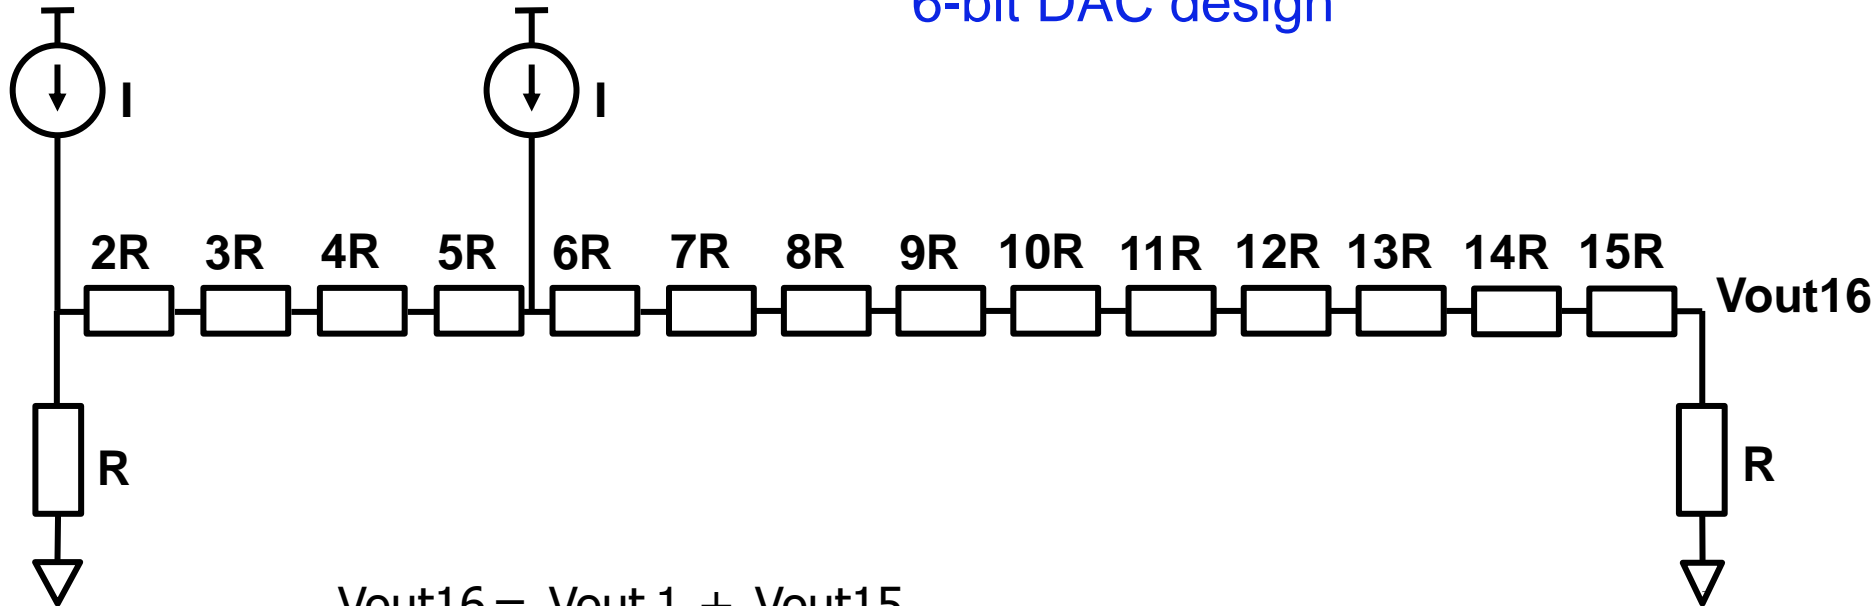 6-bit DAC design
I
I
2R 3R 4R 5R 6R 7R 8R 9R 10R 11R 12R 13R 14R 15R
Vout16
R
R
Vout16 = Vout 1 + Vout15